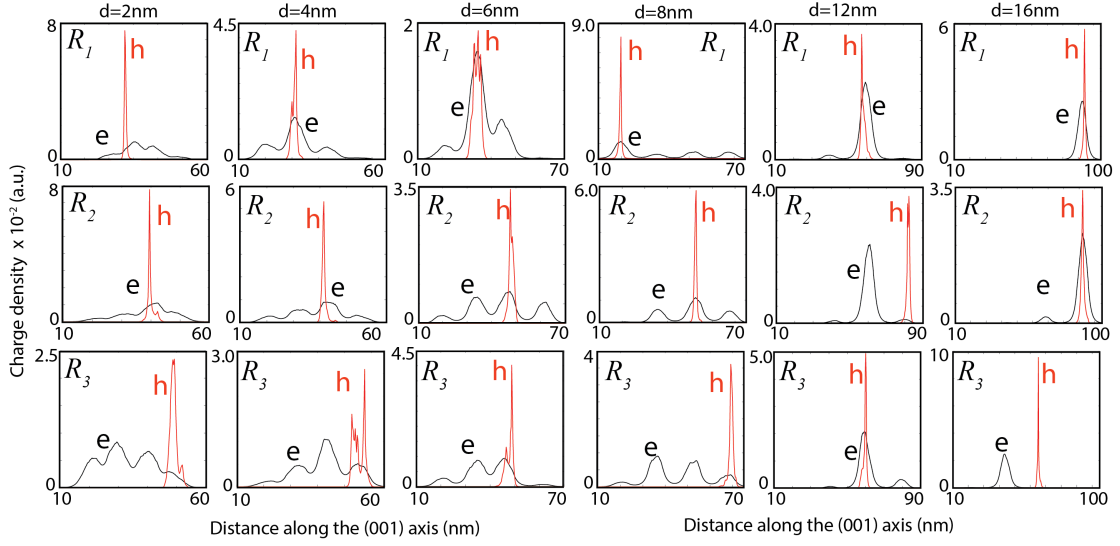 d=2nm d=4nm d=6nm d=8nm d=12nm d=16nm
8 4.5 2 9.0 4.0 6
R1 h e R1 h e R1 h e R1 h e R1 h e R1 h e
0 0 0 0 0 0
10 60 10 60 10 70 10 70 10 90 10 100
8 6 3.5 6.0 4.0 3.5
R2 h e R2 h e R2 h e R2 h e R2 h e R2 h e
0 0 0 0 0 0
10 60 10 60 10 70 10 70 10 90 10 100
2.5 3.0 4.5 4 5.0 10
R3 h e R3 h e R3 h e R3 h e R3 h e R3 h e
0 0 0 0 0 0
10 60 10 60 10 70 10 70 10 90 10 100
Charge density x 10-2 (a.u.)
Distance along the (001) axis (nm) Distance along the (001) axis (nm)